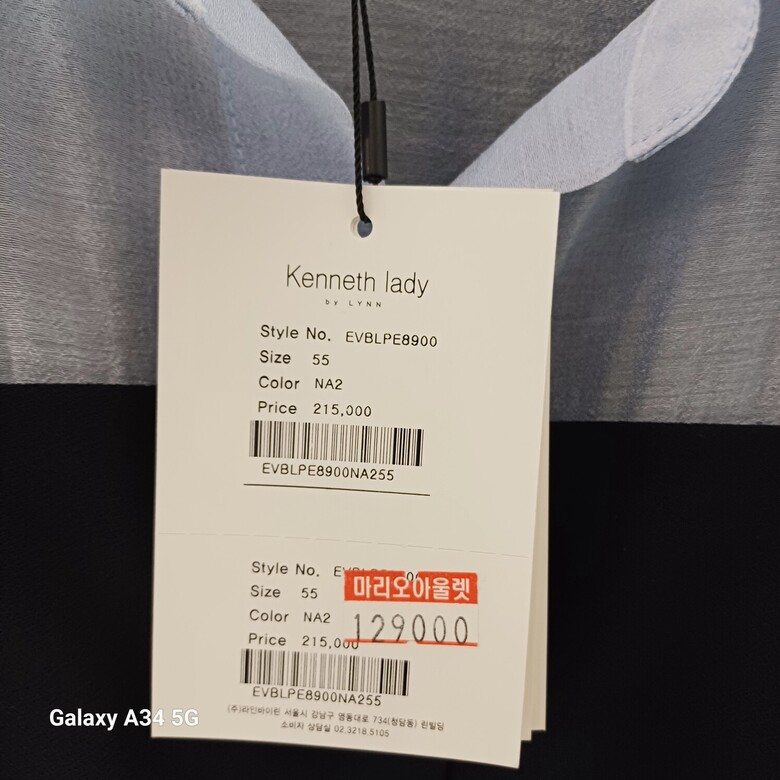 Kenneth lady
by LYNN
Style No. EVBLPE8900
Size 55
Color NA2
Price 215,000
EVBLPE8900NA255
Style No.
Size 55
Color NA2
Price 215,000
마리오아울렛
129000
EVBLPE8900NA255
(주)라인바이린 서울시 강남구 영동대로 734(청담동) 린빌딩
소비자 상담실 02.3218.5105
Galaxy A34 5G